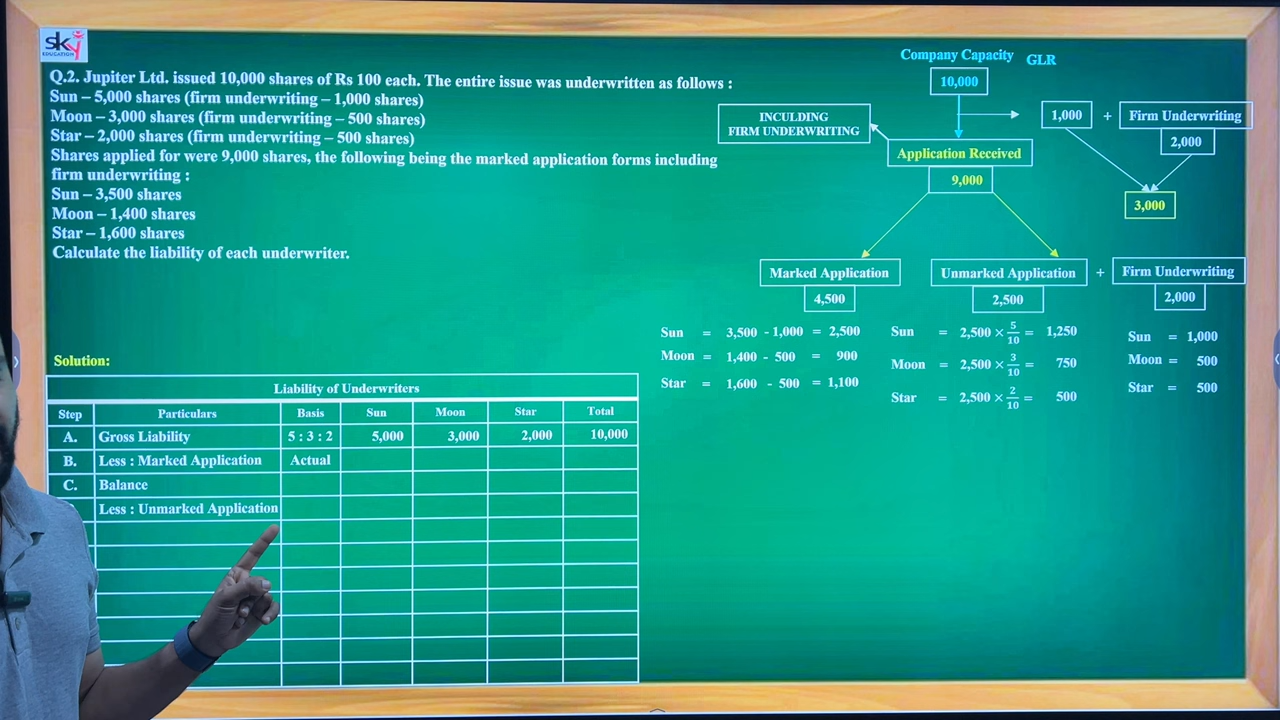 sky
EDUCATION
Q.2. Jupiter Ltd. issued 10,000 shares of Rs 100 each. The entire issue was underwritten as follows :
Sun – 5,000 shares (firm underwriting – 1,000 shares)
Moon – 3,000 shares (firm underwriting – 500 shares)
Star – 2,000 shares (firm underwriting – 500 shares)
Shares applied for were 9,000 shares, the following being the marked application forms including
firm underwriting :
Sun – 3,500 shares
Moon – 1,400 shares
Star – 1,600 shares
Calculate the liability of each underwriter.
Company Capacity GLR
10,000
INCULDING
FIRM UNDERWRITING
1,000 + Firm Underwriting
2,000
Application Received
9,000
3,000
Marked Application
4,500
Unmarked Application + Firm Underwriting
2,500
2,000
Sun = 3,500 - 1,000 = 2,500
Moon = 1,400 - 500 = 900
Star = 1,600 - 500 = 1,100
Sun = 2,500 × 5/10 = 1,250
Moon = 2,500 × 3/10 = 750
Star = 2,500 × 2/10 = 500
Sun = 1,000
Moon = 500
Star = 500
Solution:
Liability of Underwriters
Step Particulars Basis Sun Moon Star Total
A. Gross Liability 5 : 3 : 2 5,000 3,000 2,000 10,000
B. Less : Marked Application Actual
C. Balance
Less : Unmarked Application